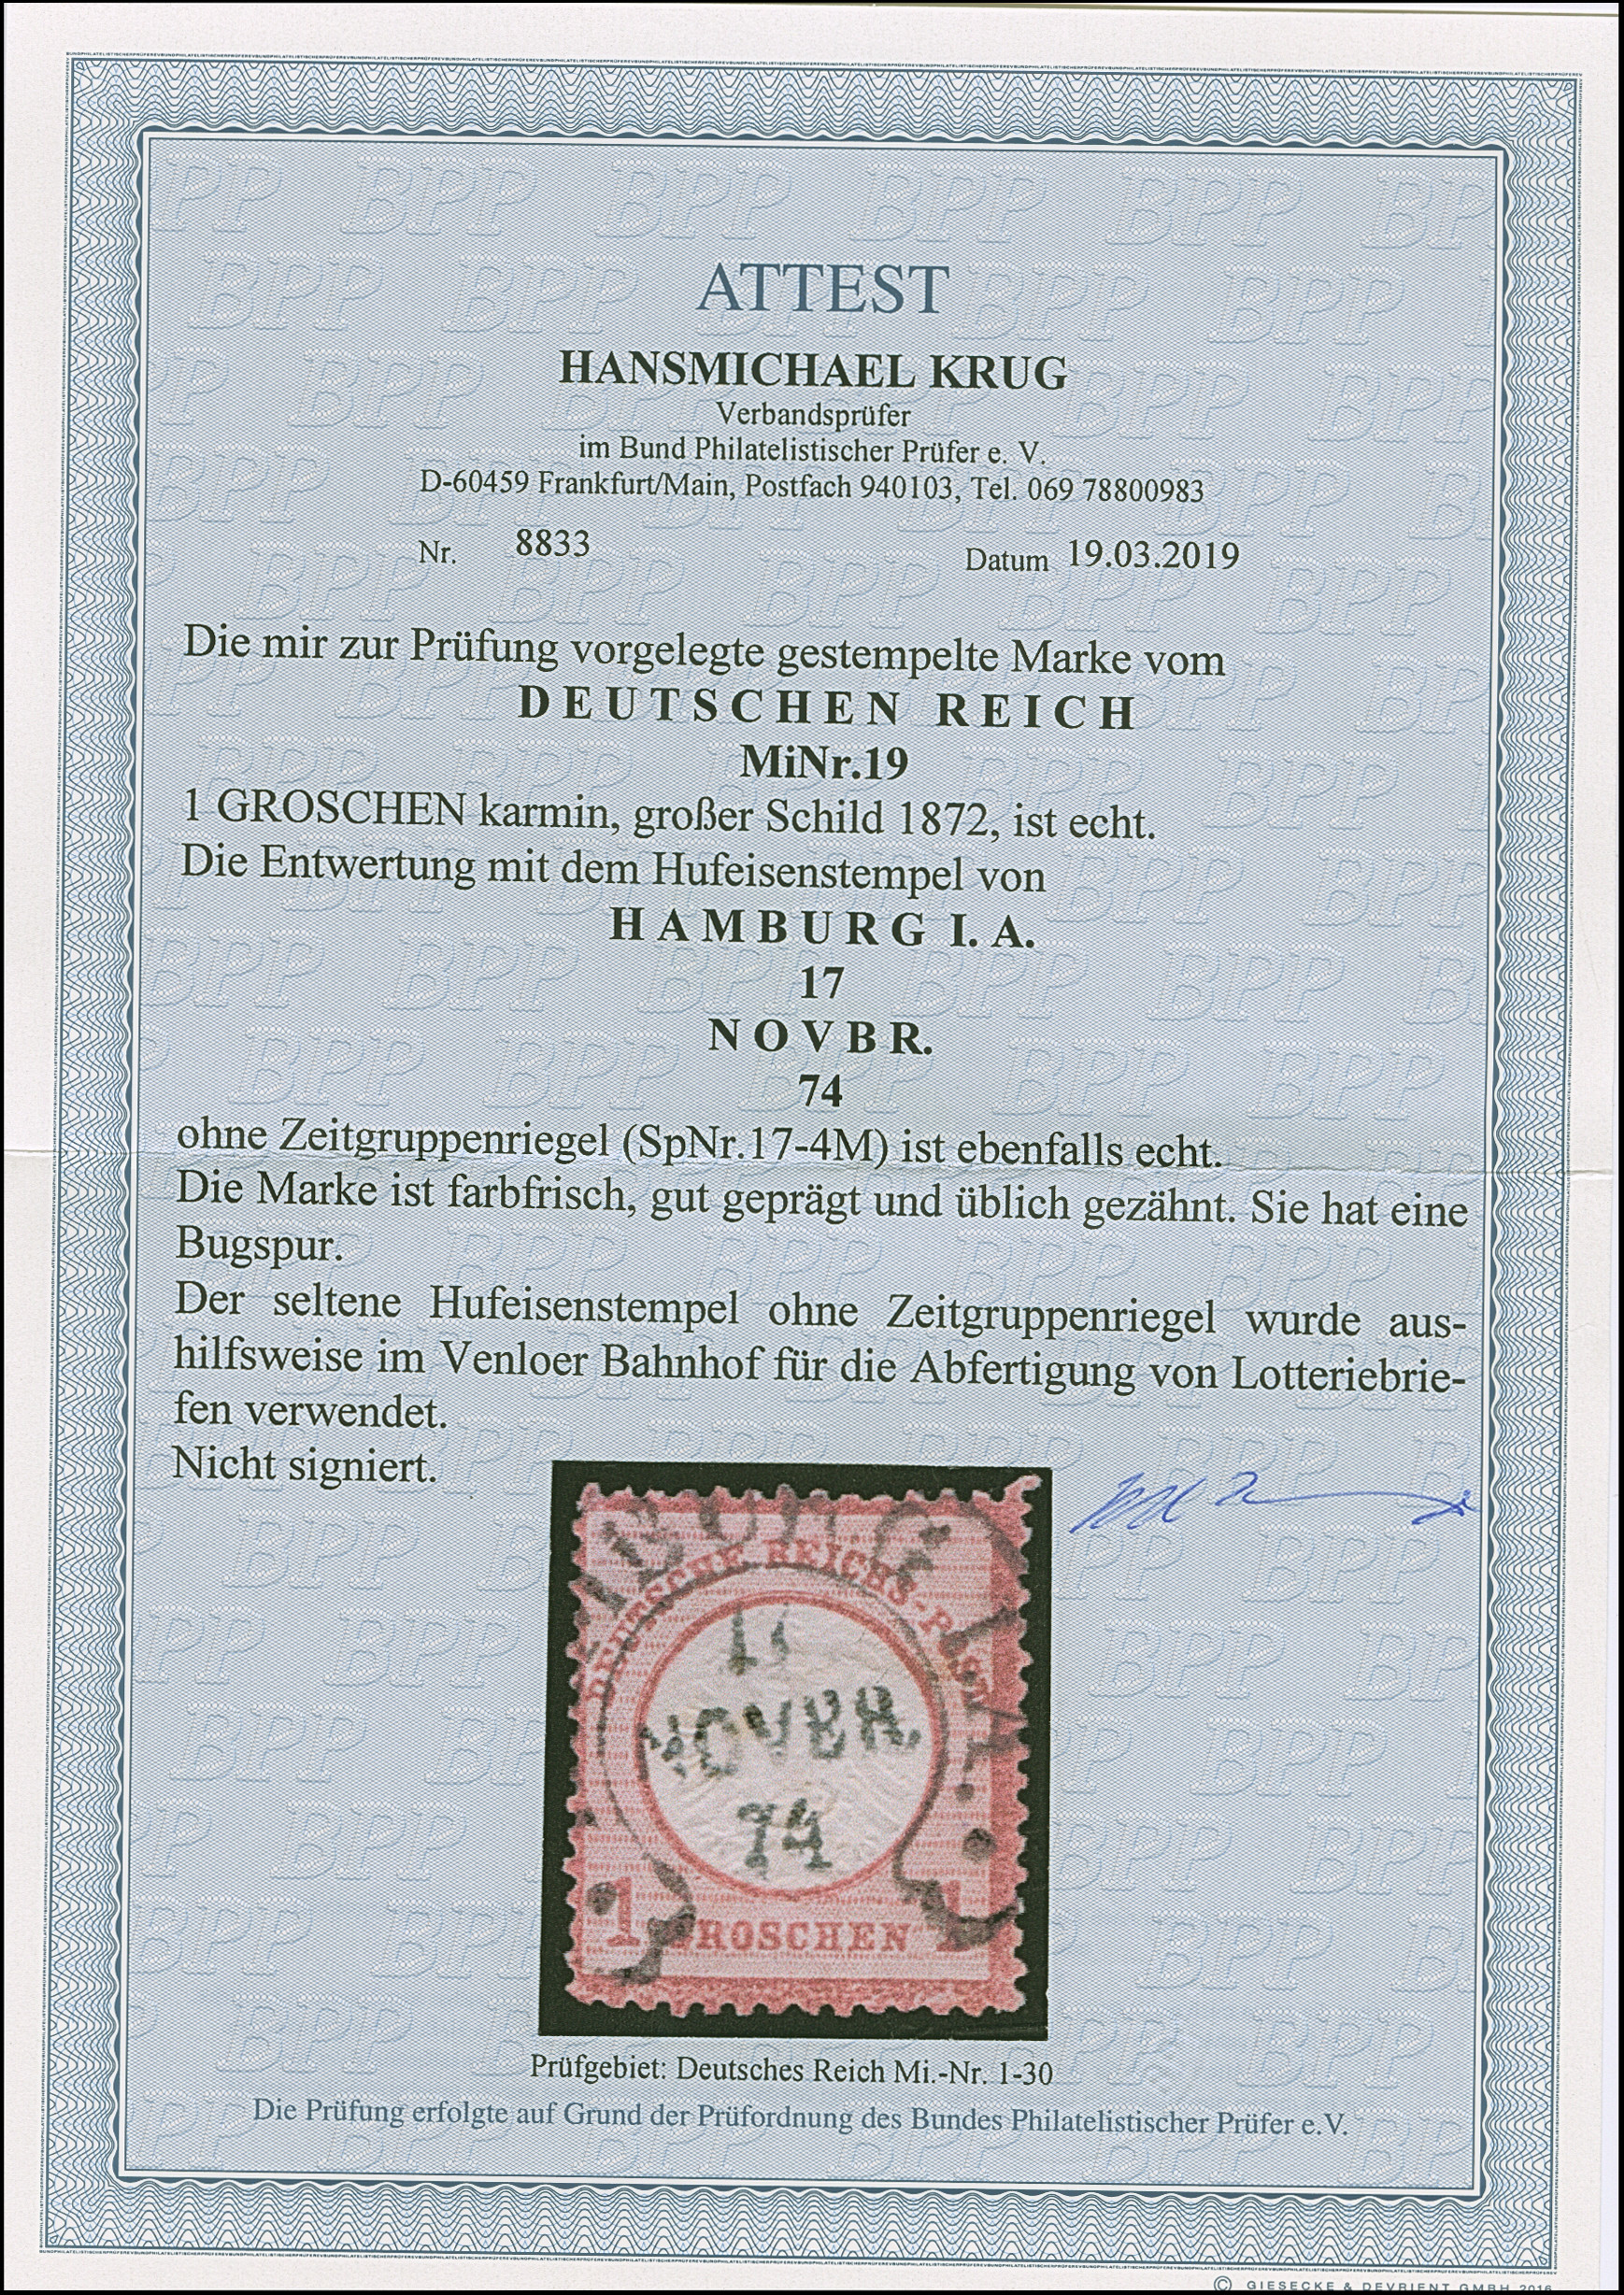 ATTEST
HANSMICHAEL KRUG
Verbandsprüfer
im Bund Philatelistischer Prüfer e. V.
D-60459 Frankfurt/Main, Postfach 940103, Tel. 069 78800983
Nr. 8833 Datum 19.03.2019
Die mir zur Prüfung vorgelegte gestempelte Marke vom
DEUTSCHEN REICH
MiNr.19
1 GROSCHEN karmin, großer Schild 1872, ist echt.
Die Entwertung mit dem Hufeisenstempel von
HAMBURG I. A.
17
NOVBR.
74
ohne Zeitgruppenriegel (SpNr.17-4M) ist ebenfalls echt.
Die Marke ist farbfrisch, gut geprägt und üblich gezähnt. Sie hat eine
Bugspur.
Der seltene Hufeisenstempel ohne Zeitgruppenriegel wurde aus-
hilfsweise im Venloer Bahnhof für die Abfertigung von Lotteriebrie-
fen verwendet.
Nicht signiert.
DEUTSCHE REICHS-POST
NOVBR.
74
1 GROSCHEN 1
Prüfgebiet: Deutsches Reich Mi.-Nr. 1-30
Die Prüfung erfolgte auf Grund der Prüfordnung des Bundes Philatelistischer Prüfer e.V.
© GIESECKE & DEVRIENT GMBH 2016